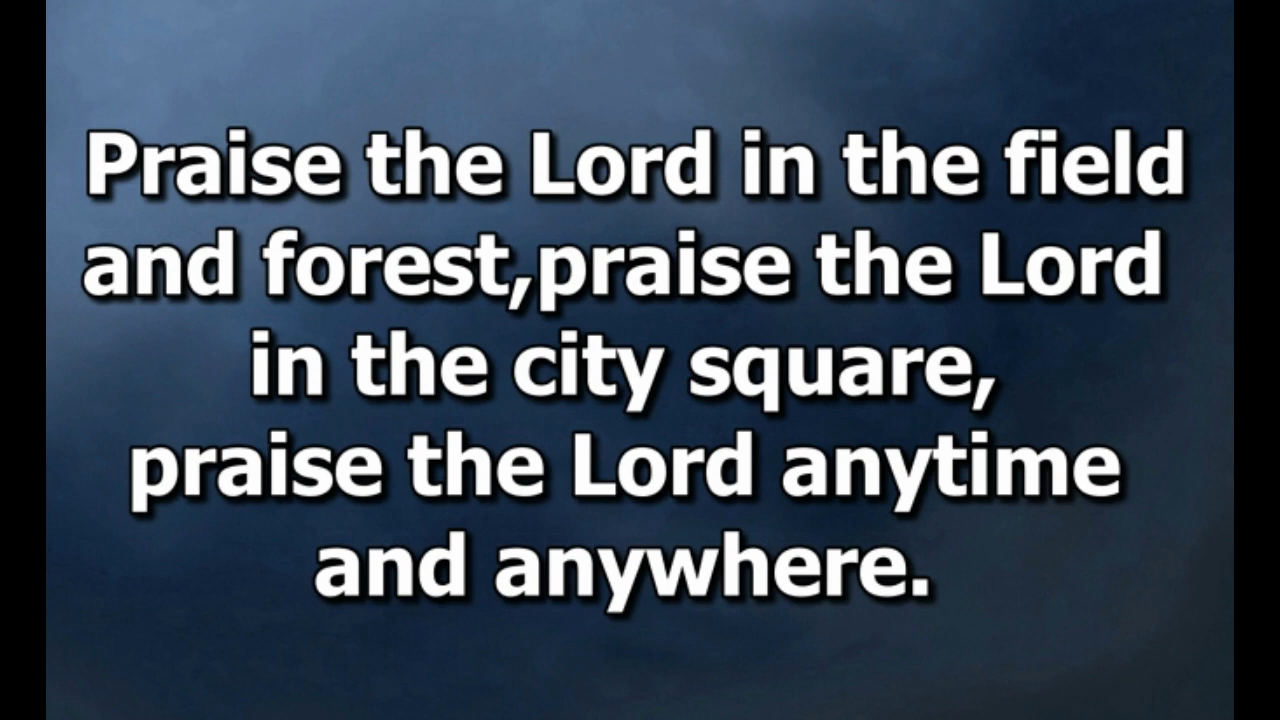 Praise the Lord in the field
and forest,praise the Lord
in the city square,
praise the Lord anytime
and anywhere.